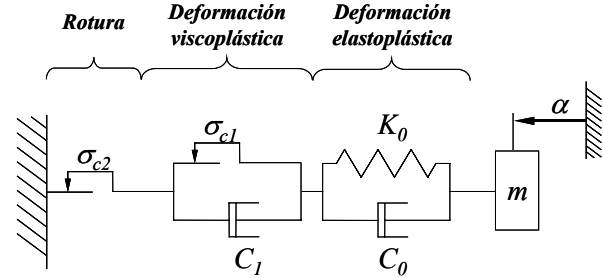 Rotura
Deformación
viscoplástica
Deformación
elastoplástica
σc2
σc1
K0
α
m
C1
C0